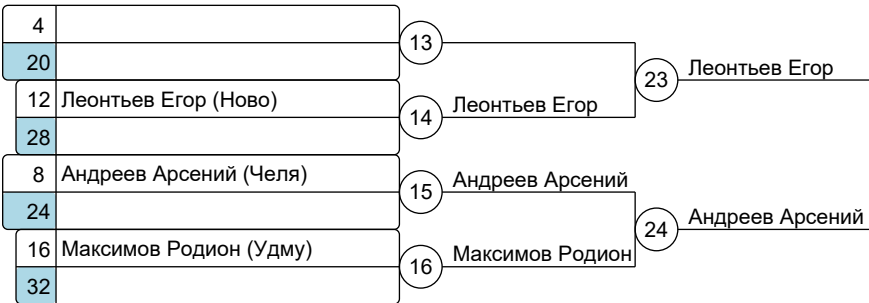 4
13
20
23 Леонтьев Егор
12 Леонтьев Егор (Ново)
14 Леонтьев Егор
28
8 Андреев Арсений (Челя)
15 Андреев Арсений
24
24 Андреев Арсений
16 Максимов Родион (Удму)
16 Максимов Родион
32